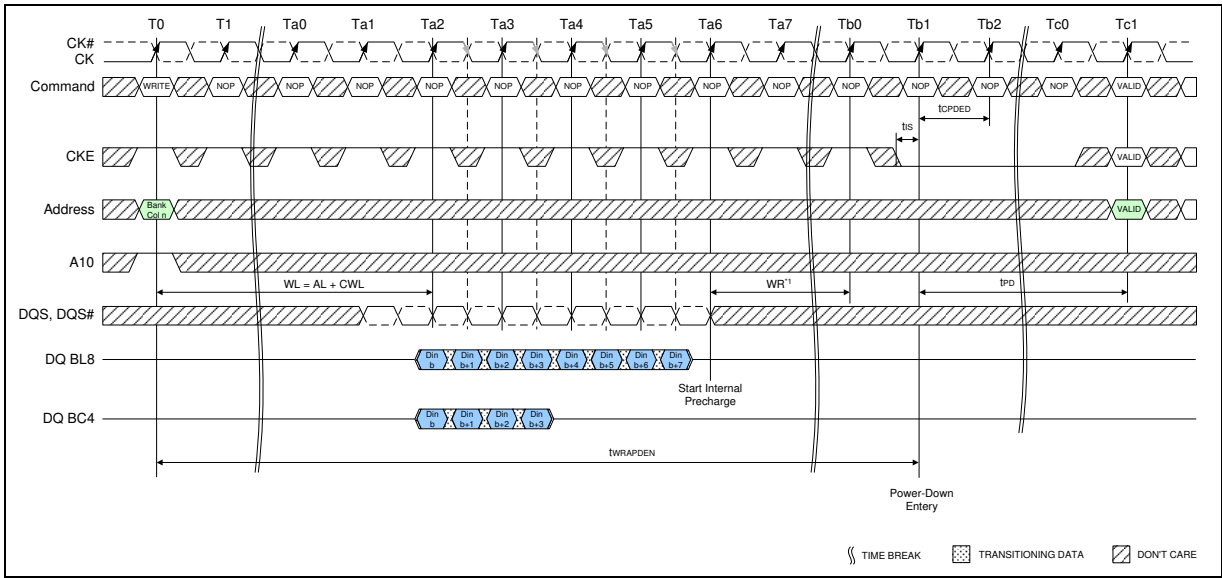 T0 T1 Ta0 Ta1 Ta2 Ta3 Ta4 Ta5 Ta6 Ta7 Tb0 Tb1 Tb2 Tc0 Tc1
CK#
CK
Command WRITE NOP NOP NOP NOP NOP NOP NOP NOP NOP NOP NOP NOP NOP VALID
tCPDED
tIS
CKE VALID
Address Bank Col n VALID
A10
WL = AL + CWL WR*1 tPD
DQS, DQS#
DQ BL8 Din b Din b+1 Din b+2 Din b+3 Din b+4 Din b+5 Din b+6 Din b+7
Start Internal
Precharge
DQ BC4 Din b Din b+1 Din b+2 Din b+3
tWRAPDEN
Power-Down
Entery
TIME BREAK TRANSITIONING DATA DON'T CARE